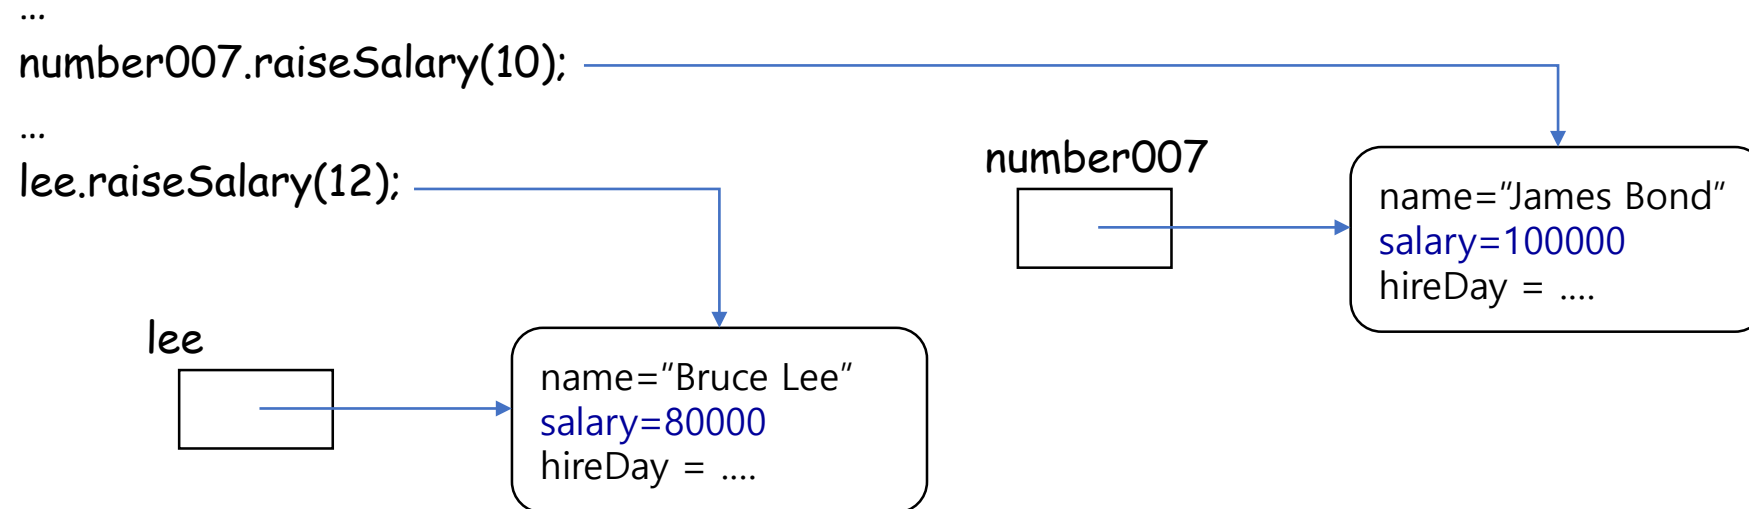 ...
number007.raiseSalary(10);
...
lee.raiseSalary(12);
number007
name="James Bond"
salary=100000
hireDay = ....
lee
name="Bruce Lee"
salary=80000
hireDay = ....